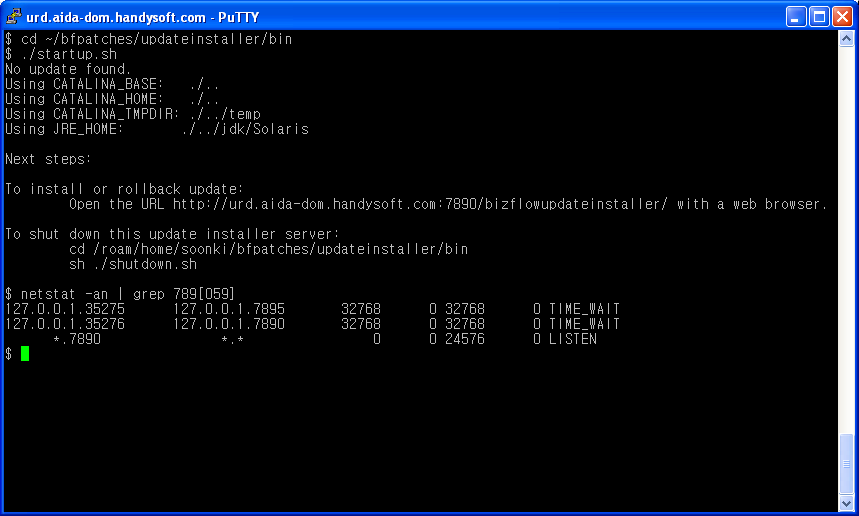 urd.aida-dom.handysoft.com - PuTTY
$ cd ~/bfpatches/updateinstaller/bin
$ ./startup.sh
No update found.
Using CATALINA_BASE:   ./..
Using CATALINA_HOME:   ./..
Using CATALINA_TMPDIR: ./../temp
Using JRE_HOME:       ./../jdk/Solaris

Next steps:

To install or rollback update:
        Open the URL http://urd.aida-dom.handysoft.com:7890/bizflowupdateinstaller/ with a web browser.

To shut down this update installer server:
        cd /roam/home/soonki/bfpatches/updateinstaller/bin
        sh ./shutdown.sh

$ netstat -an | grep 789[059]
127.0.0.1.35275      127.0.0.1.7895       32768      0 32768      0 TIME_WAIT
127.0.0.1.35276      127.0.0.1.7890       32768      0 32768      0 TIME_WAIT
      *.7890               *.*                0      0 24576      0 LISTEN
$